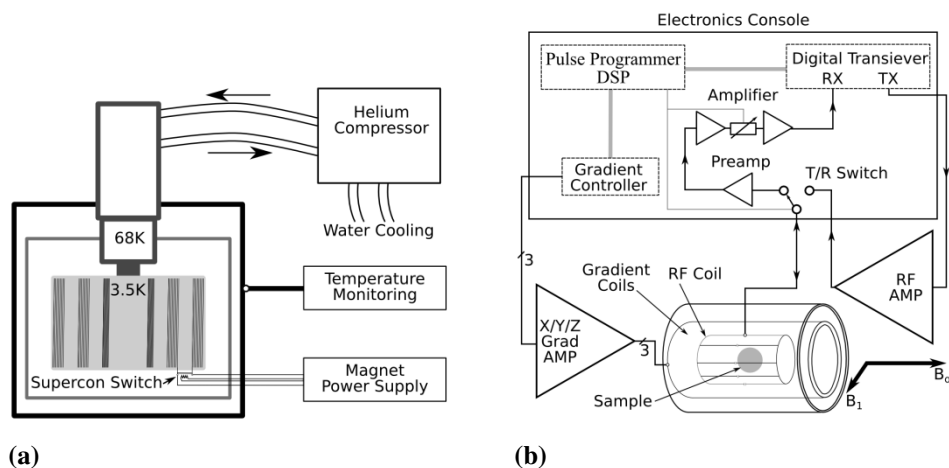 (a)
Helium
Compressor
Water Cooling
68K
3.5K
Temperature
Monitoring
Supercon Switch
Magnet
Power Supply
(b)
Electronics Console
Pulse Programmer
DSP
Digital Transiever
RX TX
Amplifier
Gradient
Controller
Preamp
T/R Switch
3
Gradient
Coils
RF Coil
RF
AMP
X/Y/Z
Grad
AMP
3
Sample
B1
Bo
(a)
(b)